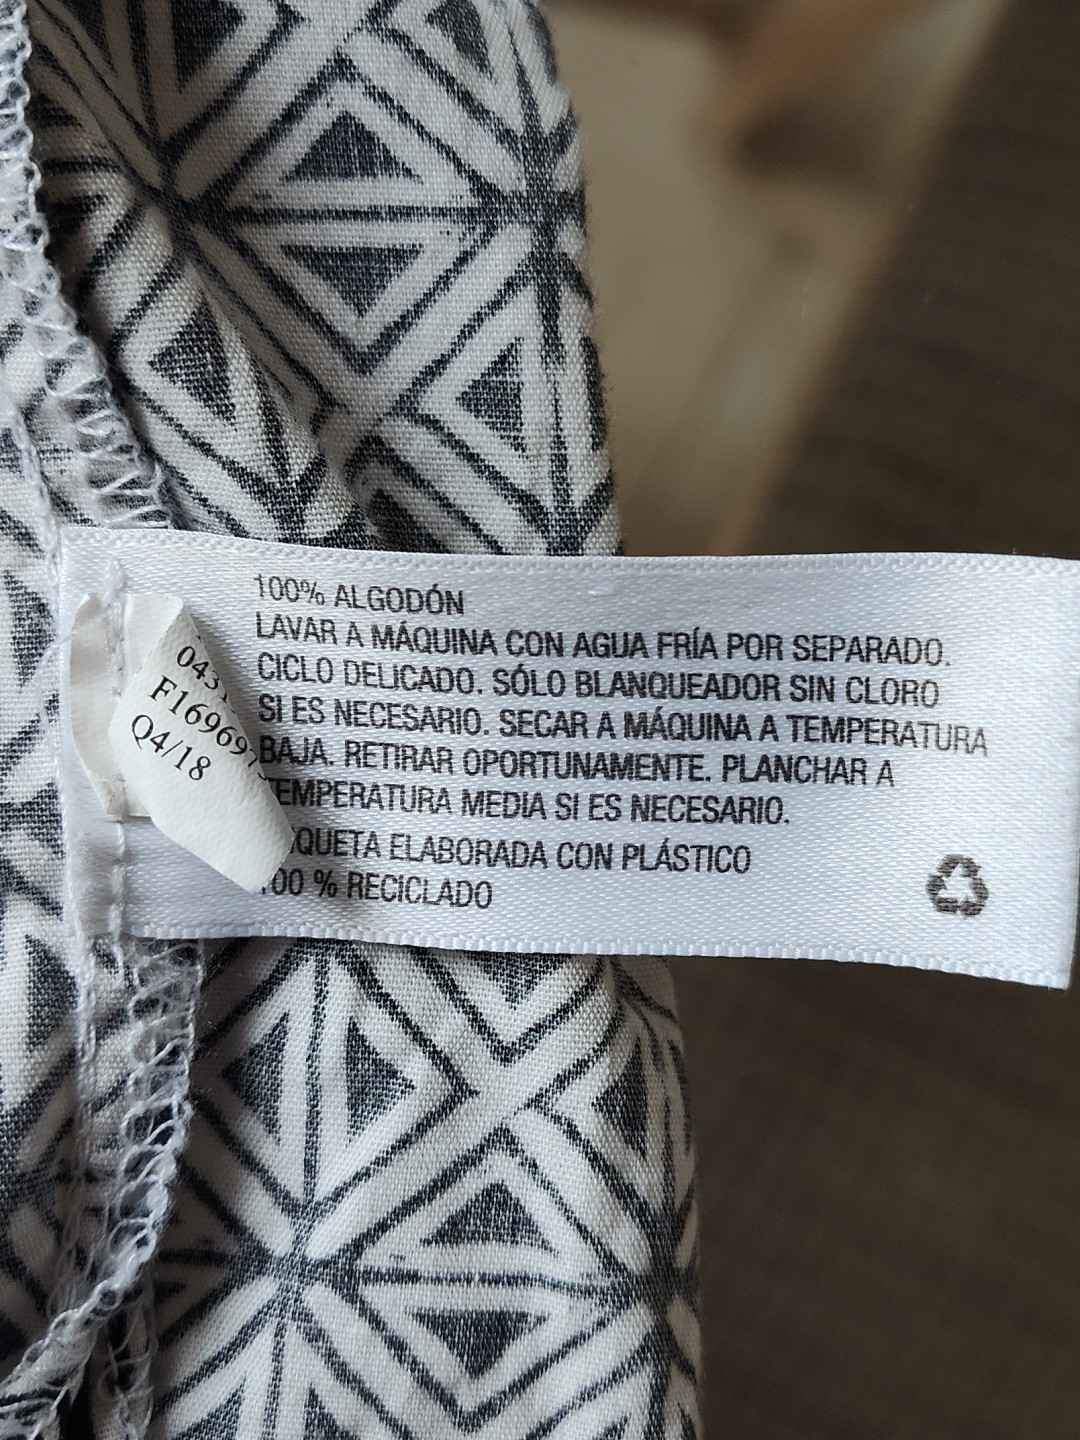 100% ALGODÓN
LAVAR A MÁQUINA CON AGUA FRÍA POR SEPARADO.
CICLO DELICADO. SÓLO BLANQUEADOR SIN CLORO
SI ES NECESARIO. SECAR A MÁQUINA A TEMPERATURA
BAJA. RETIRAR OPORTUNAMENTE. PLANCHAR A
TEMPERATURA MEDIA SI ES NECESARIO.
ELABORADA CON PLÁSTICO
100 % RECICLADO
Q4/18